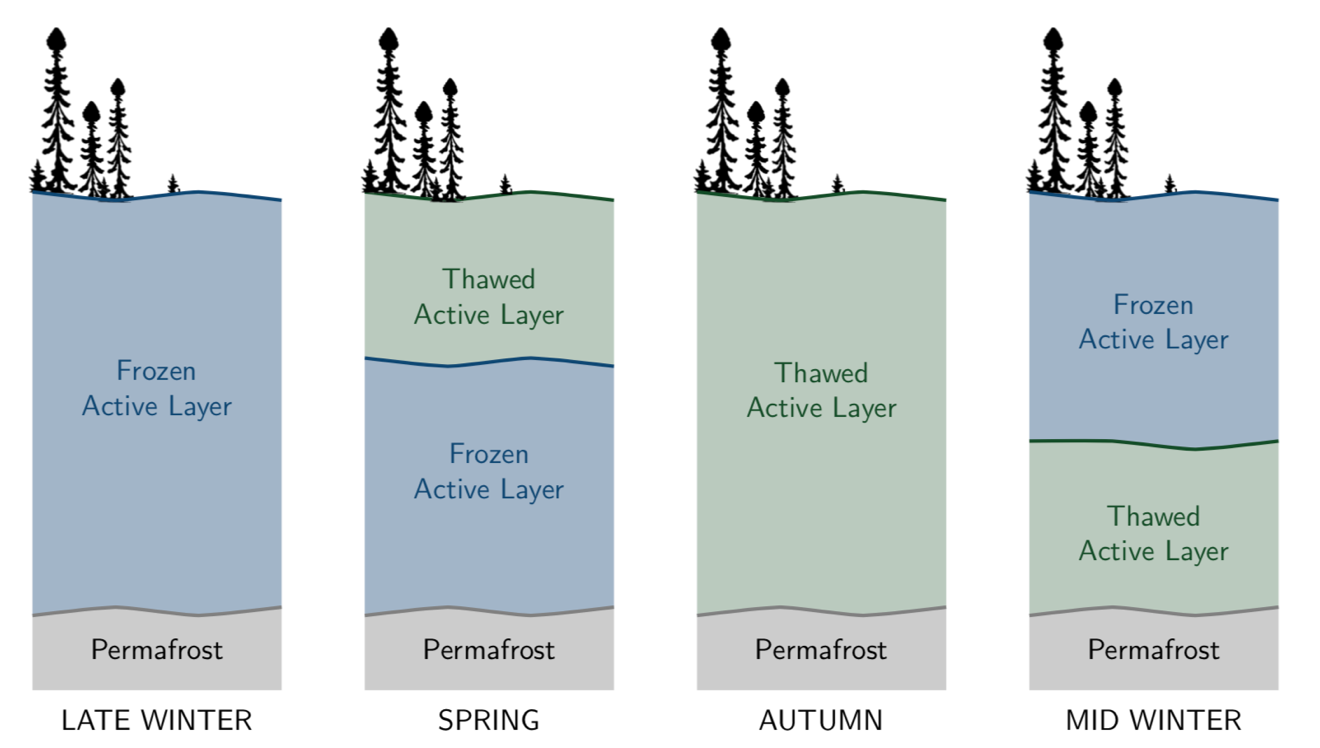 Frozen
Active Layer
Permafrost
LATE WINTER
Thawed
Active Layer
Frozen
Active Layer
Permafrost
SPRING
Thawed
Active Layer
Permafrost
AUTUMN
Frozen
Active Layer
Thawed
Active Layer
Permafrost
MID WINTER